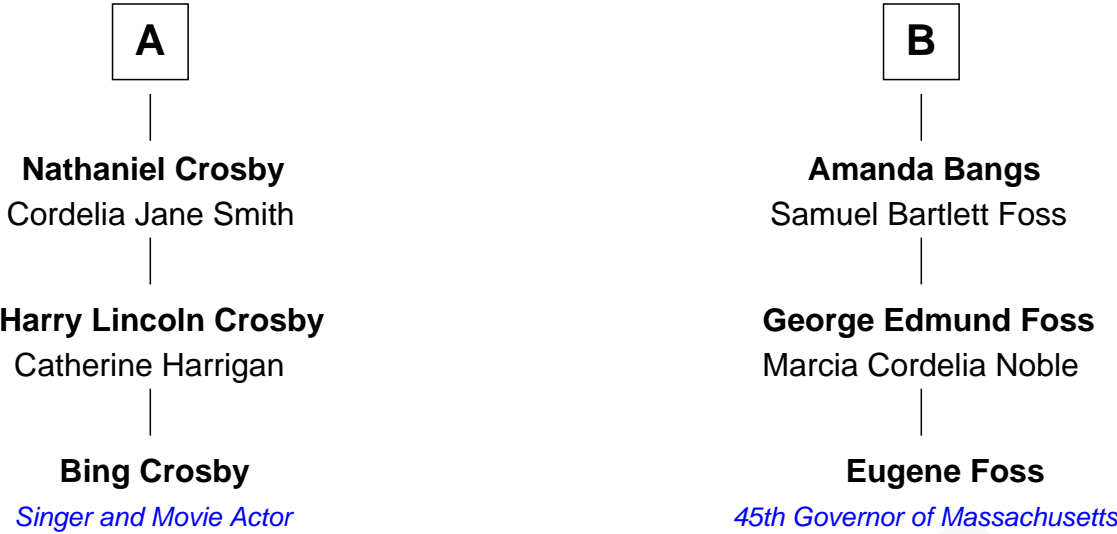 A
Nathaniel Crosby
Cordelia Jane Smith
Harry Lincoln Crosby
Catherine Harrigan
Bing Crosby
Singer and Movie Actor
B
Amanda Bangs
Samuel Bartlett Foss
George Edmund Foss
Marcia Cordelia Noble
Eugene Foss
45th Governor of Massachusetts